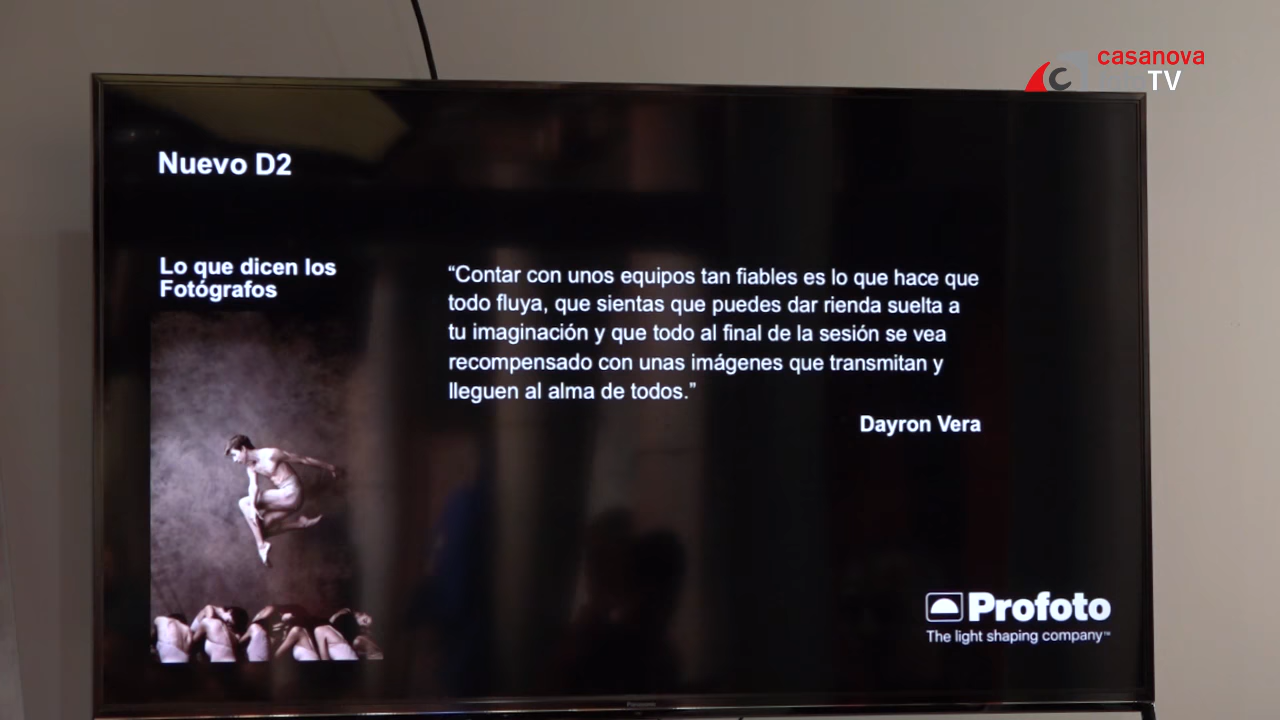 casanova
TV
Nuevo D2
Lo que dicen los
Fotógrafos
“Contar con unos equipos tan fiables es lo que hace que
todo fluya, que sientas que puedes dar rienda suelta a
tu imaginación y que todo al final de la sesión se vea
recompensado con unas imágenes que transmitan y
lleguen al alma de todos.”
Dayron Vera
Profoto
The light shaping company™
Panasonic